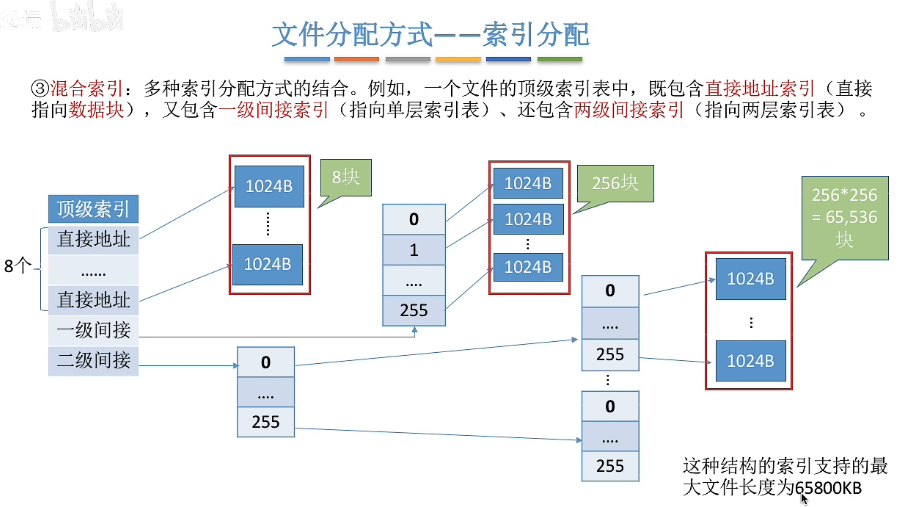 bilibili
文件分配方式——索引分配
③混合索引：多种索引分配方式的结合。例如，一个文件的顶级索引表中，既包含直接地址索引（直接
指向数据块），又包含一级间接索引（指向单层索引表）、还包含两级间接索引（指向两层索引表）。
顶级索引
直接地址
……
直接地址
一级间接
二级间接
8个
1024B
1024B
8块
0
1
....
255
1024B
1024B
1024B
256块
0
....
255
0
....
255
0
....
255
1024B
1024B
256*256
= 65,536
块
这种结构的索引支持的最
大文件长度为65800KB